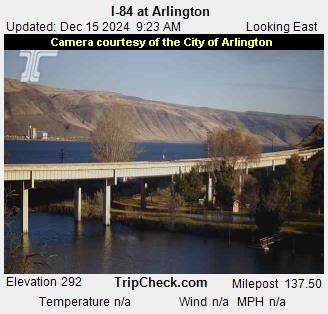 I-84 at Arlington
Updated: Dec 15 2024 9:23 AM Looking East
Camera courtesy of the City of Arlington
Elevation 292 TripCheck.com Milepost 137.50
Temperature n/a Wind n/a MPH n/a